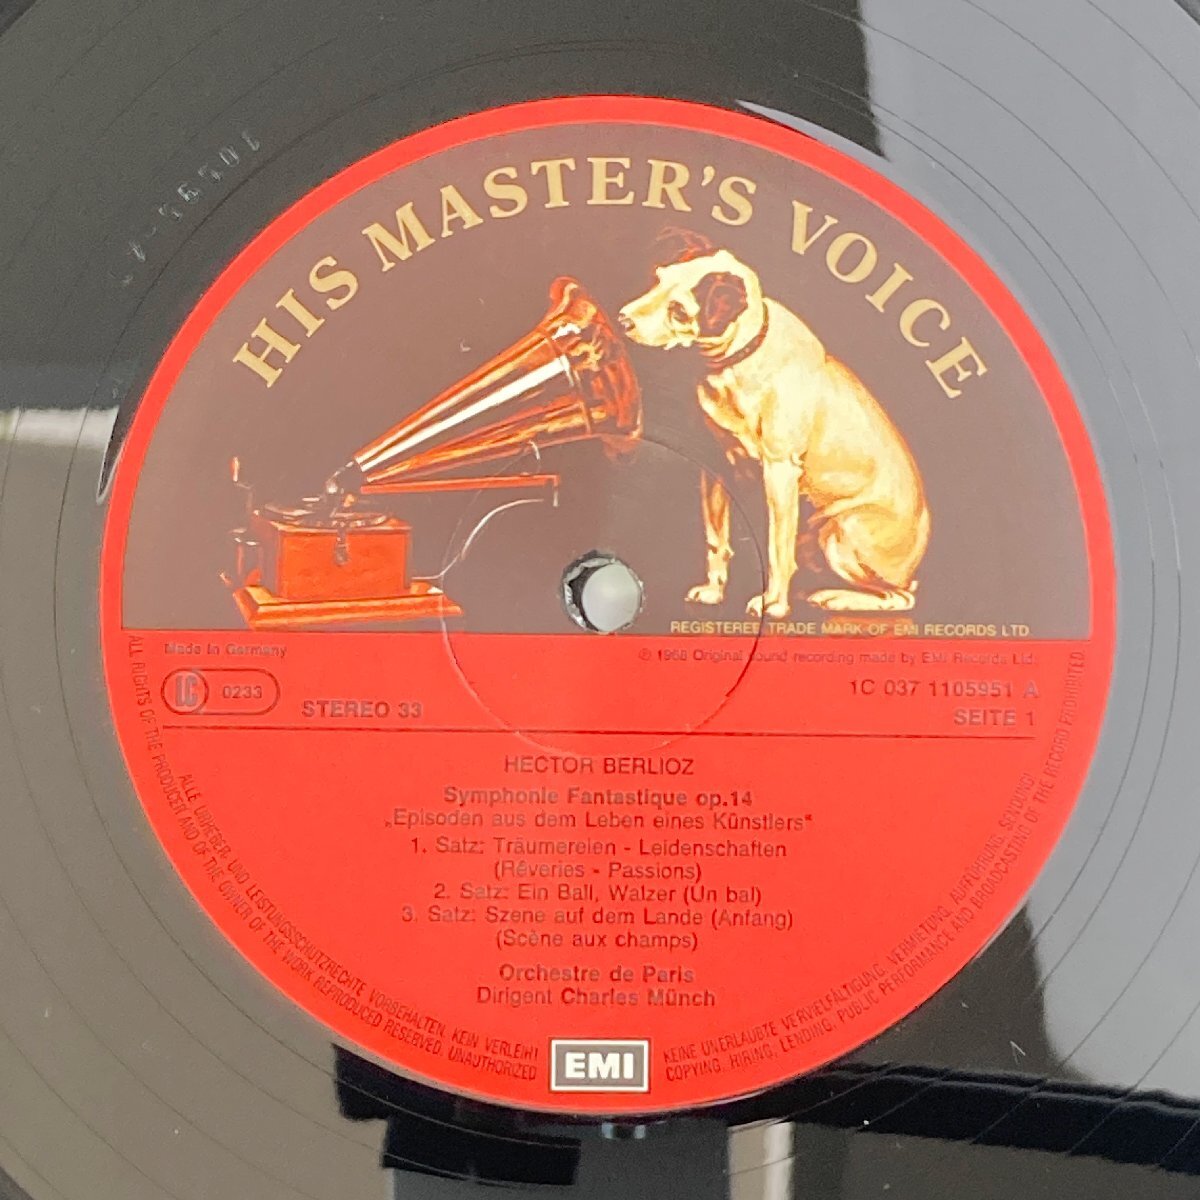 HIS MASTER'S VOICE
REGISTERED TRADE MARK OF EMI RECORDS LTD
Made in Germany
℗ 1968 Original sound recording made by EMI Records Ltd.
LC 0233
STEREO 33
1C 037 1105951 A
SEITE 1
HECTOR BERLIOZ
Symphonie Fantastique op.14
„Episoden aus dem Leben eines Künstlers“
1. Satz: Träumereien - Leidenschaften
(Rêveries - Passions)
2. Satz: Ein Ball, Walzer (Un bal)
3. Satz: Szene auf dem Lande (Anfang)
(Scène aux champs)
Orchestre de Paris
Dirigent Charles Münch
EMI
ALLE URHEBER- UND LEISTUNGSSCHUTZRECHTE VORBEHALTEN. KEIN VERLEIH! KEINE UNERLAUBTE VERVIELFÄLTIGUNG, VERMIETUNG, AUFFÜHRUNG, SENDUNG!
ALL RIGHTS OF THE PRODUCER AND OF THE OWNER OF THE WORK REPRODUCED RESERVED. UNAUTHORIZED COPYING, HIRING, LENDING, PUBLIC PERFORMANCE AND BROADCASTING OF THE RECORD PROHIBITED